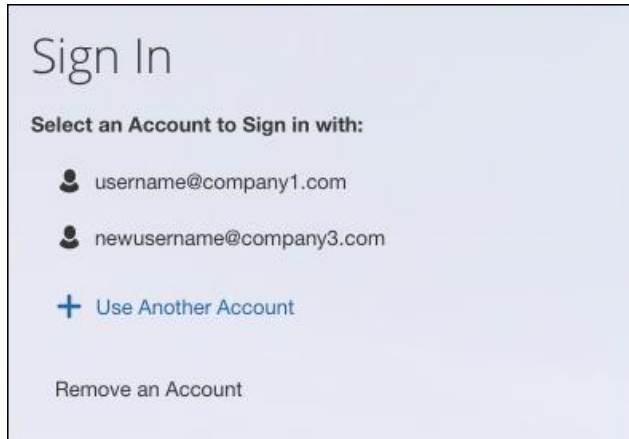 Sign In
Select an Account to Sign in with:
username@company1.com
newusername@company3.com
Use Another Account
Remove an Account